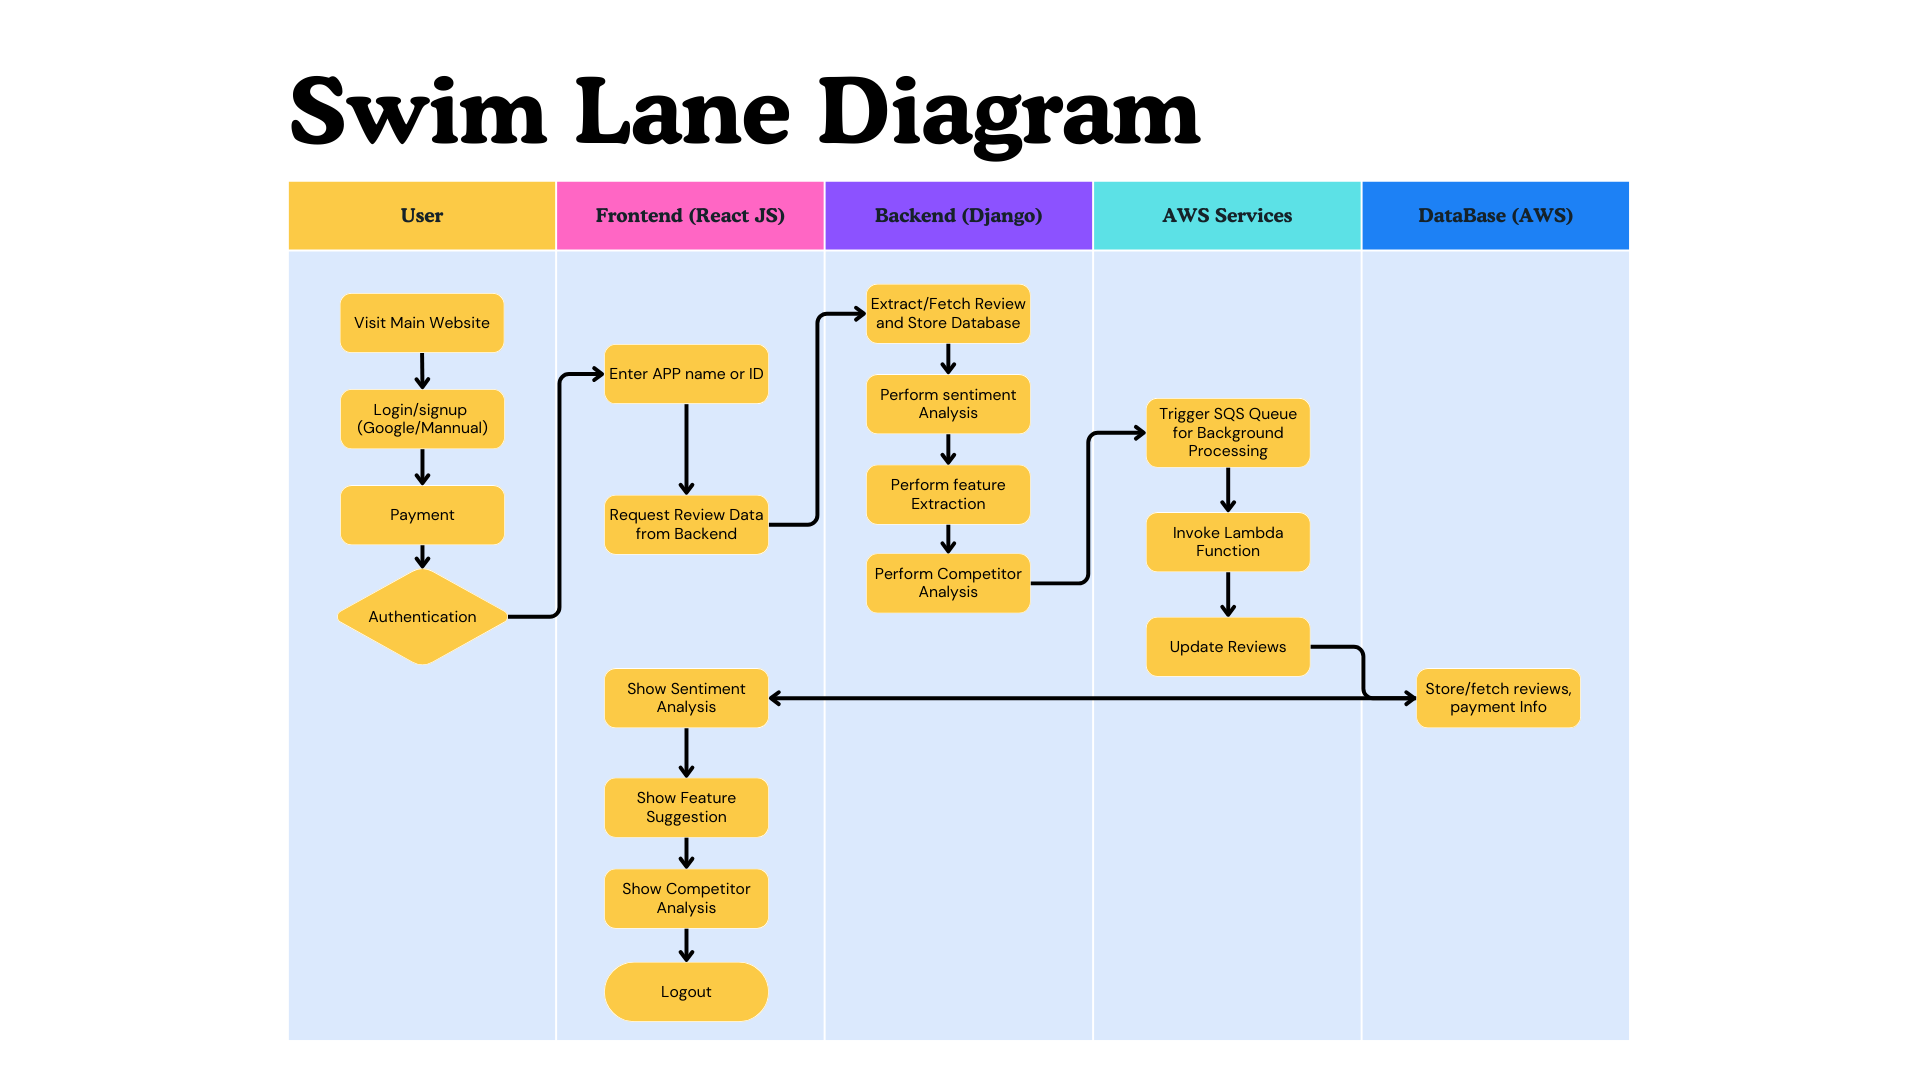 Swim Lane Diagram
User
Frontend (React JS)
Backend (Django)
AWS Services
DataBase (AWS)
Visit Main Website
Login/signup
(Google/Mannual)
Payment
Authentication
Enter APP name or ID
Request Review Data
from Backend
Extract/Fetch Review
and Store Database
Perform sentiment
Analysis
Perform feature
Extraction
Perform Competitor
Analysis
Trigger SQS Queue
for Background
Processing
Invoke Lambda
Function
Update Reviews
Store/fetch reviews,
payment Info
Show Sentiment
Analysis
Show Feature
Suggestion
Show Competitor
Analysis
Logout